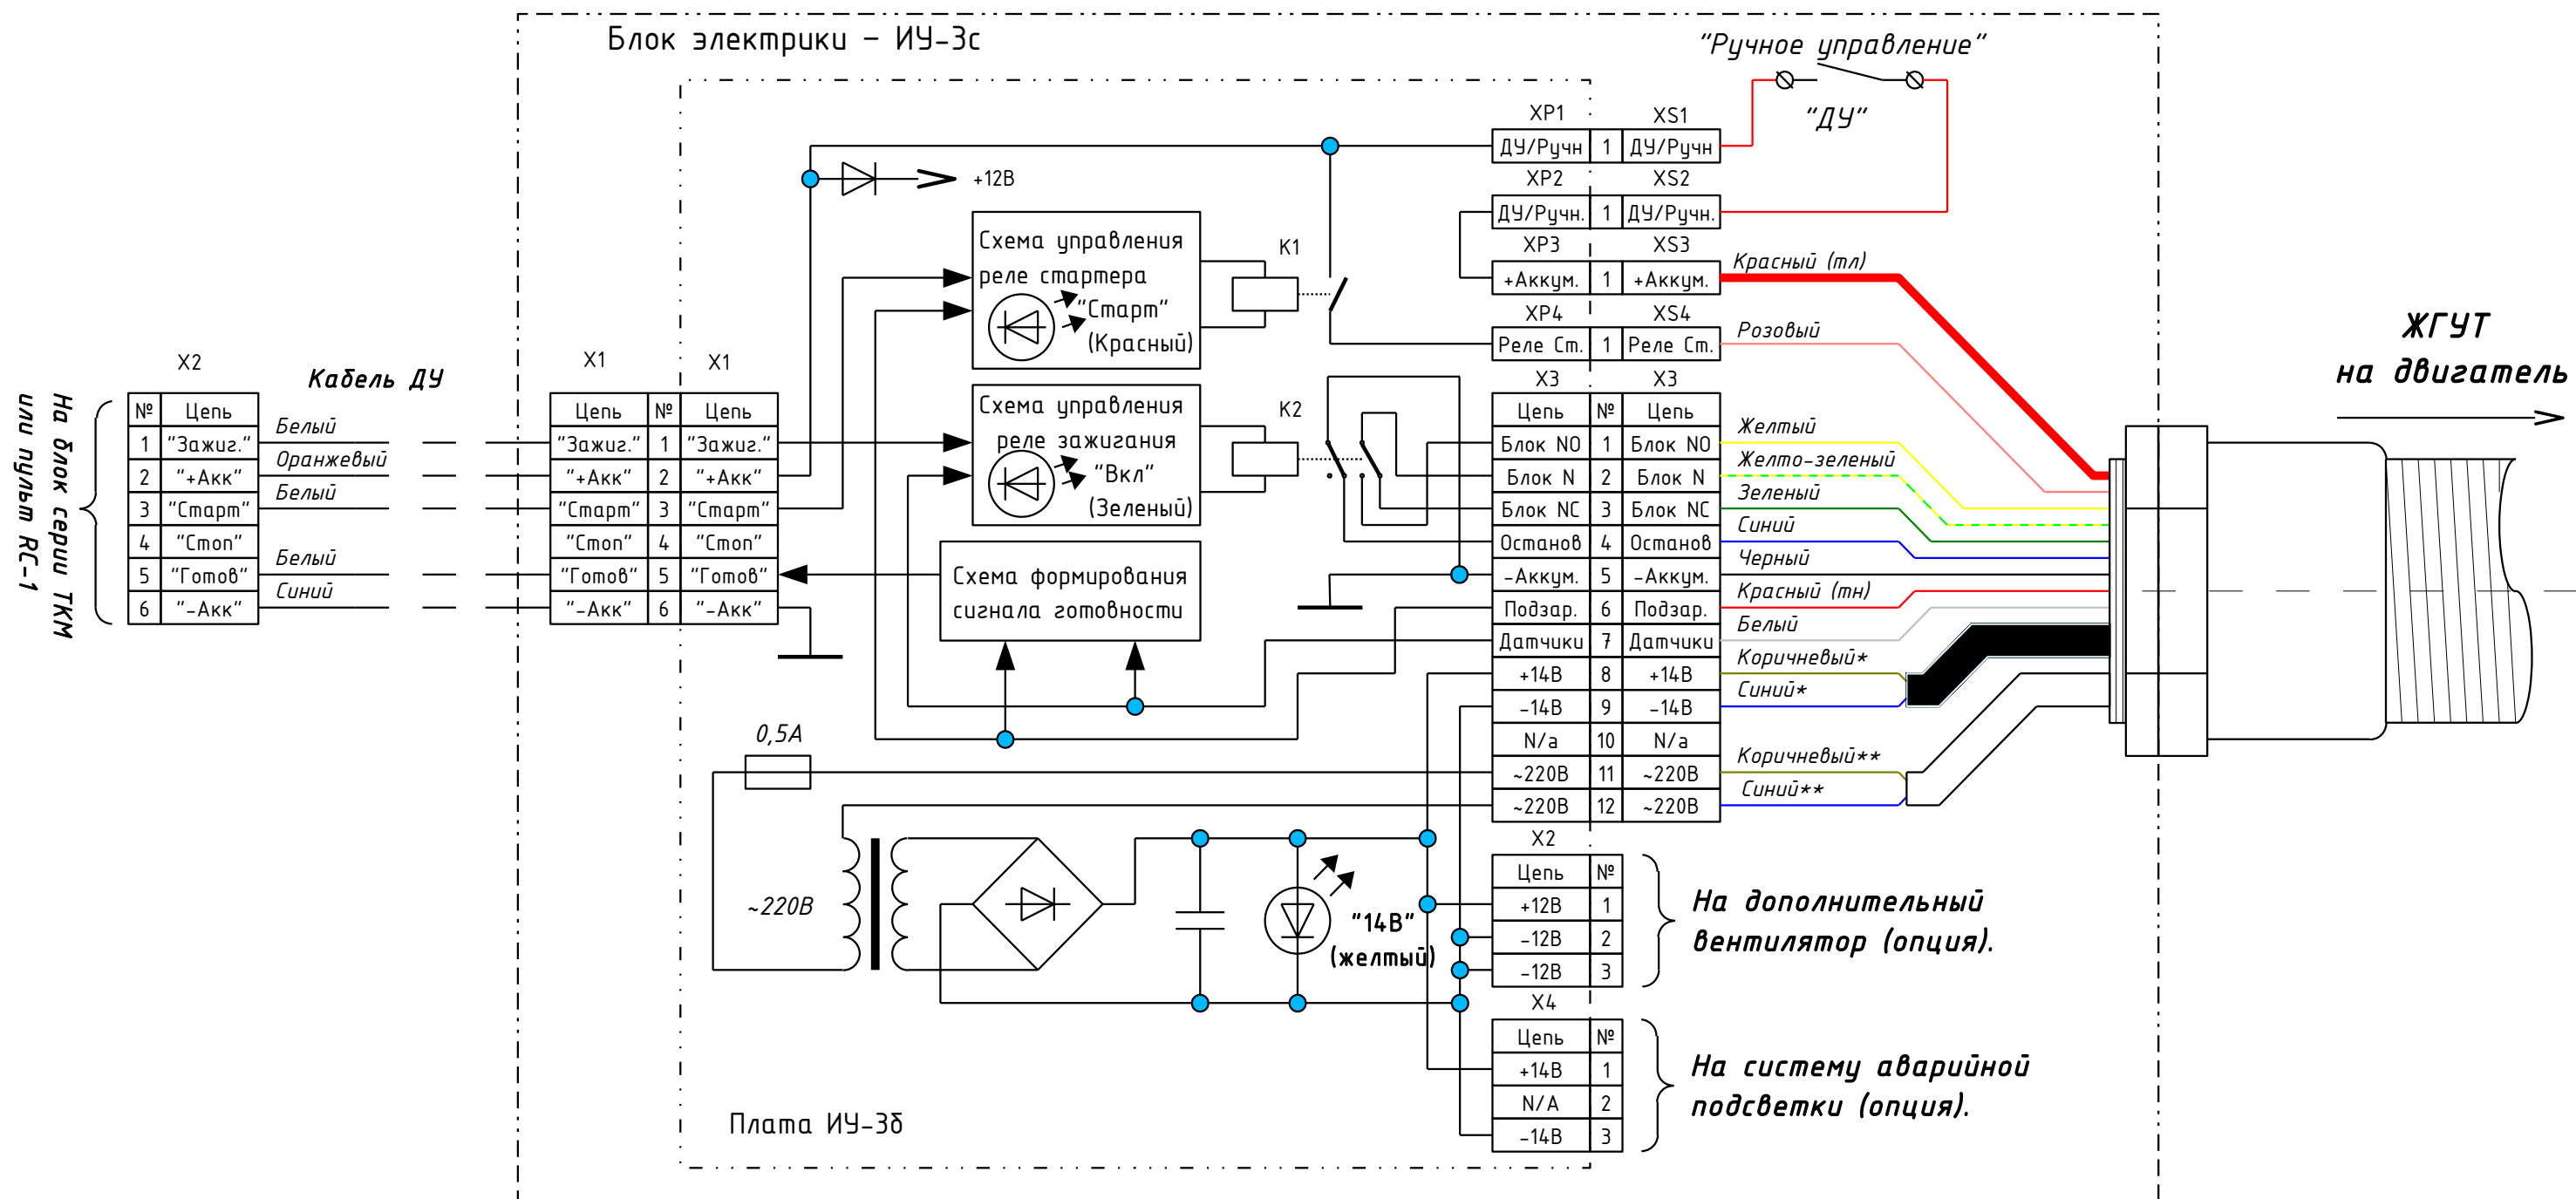 Блок электрики - ИУ-3с
"Ручное управление"
"ДУ"
XP1 XS1
ДУ/Ручн 1 ДУ/Ручн
XP2 XS2
ДУ/Ручн. 1 ДУ/Ручн.
XP3 XS3
+Аккум. 1 +Аккум.
Красный (тл)
XP4 XS4
Реле Ст. 1 Реле Ст.
Розовый
+12В
Схема управления
реле стартера
"Старт"
(Красный)
K1
Схема управления
реле зажигания
"Вкл"
(Зеленый)
K2
Схема формирования
сигнала готовности
На блок серии ТКМ
или пульт RC-1
X2
№ Цепь
1 "Зажиг."
2 "+Акк"
3 "Старт"
4 "Стоп"
5 "Готов"
6 "-Акк"
Кабель ДУ
Белый
Оранжевый
Белый
Белый
Синий
X1 X1
Цепь № Цепь
"Зажиг." 1 "Зажиг."
"+Акк" 2 "+Акк"
"Старт" 3 "Старт"
"Стоп" 4 "Стоп"
"Готов" 5 "Готов"
"-Акк" 6 "-Акк"
X3 X3
Цепь № Цепь
Блок NO 1 Блок NO
Блок N 2 Блок N
Блок NC 3 Блок NC
Останов 4 Останов
-Аккум. 5 -Аккум.
Подзар. 6 Подзар.
Датчики 7 Датчики
+14В 8 +14В
-14В 9 -14В
N/a 10 N/a
~220В 11 ~220В
~220В 12 ~220В
Желтый
Желто-зеленый
Зеленый
Синий
Черный
Красный (тн)
Белый
Коричневый*
Синий*
Коричневый**
Синий**
ЖГУТ
на двигатель
0,5А
~220В
"14В"
(желтый)
X2
Цепь №
+12В 1
-12В 2
-12В 3
На дополнительный
вентилятор (опция).
X4
Цепь №
+14В 1
N/A 2
-14В 3
На систему аварийной
подсветки (опция).
Плата ИУ-3б